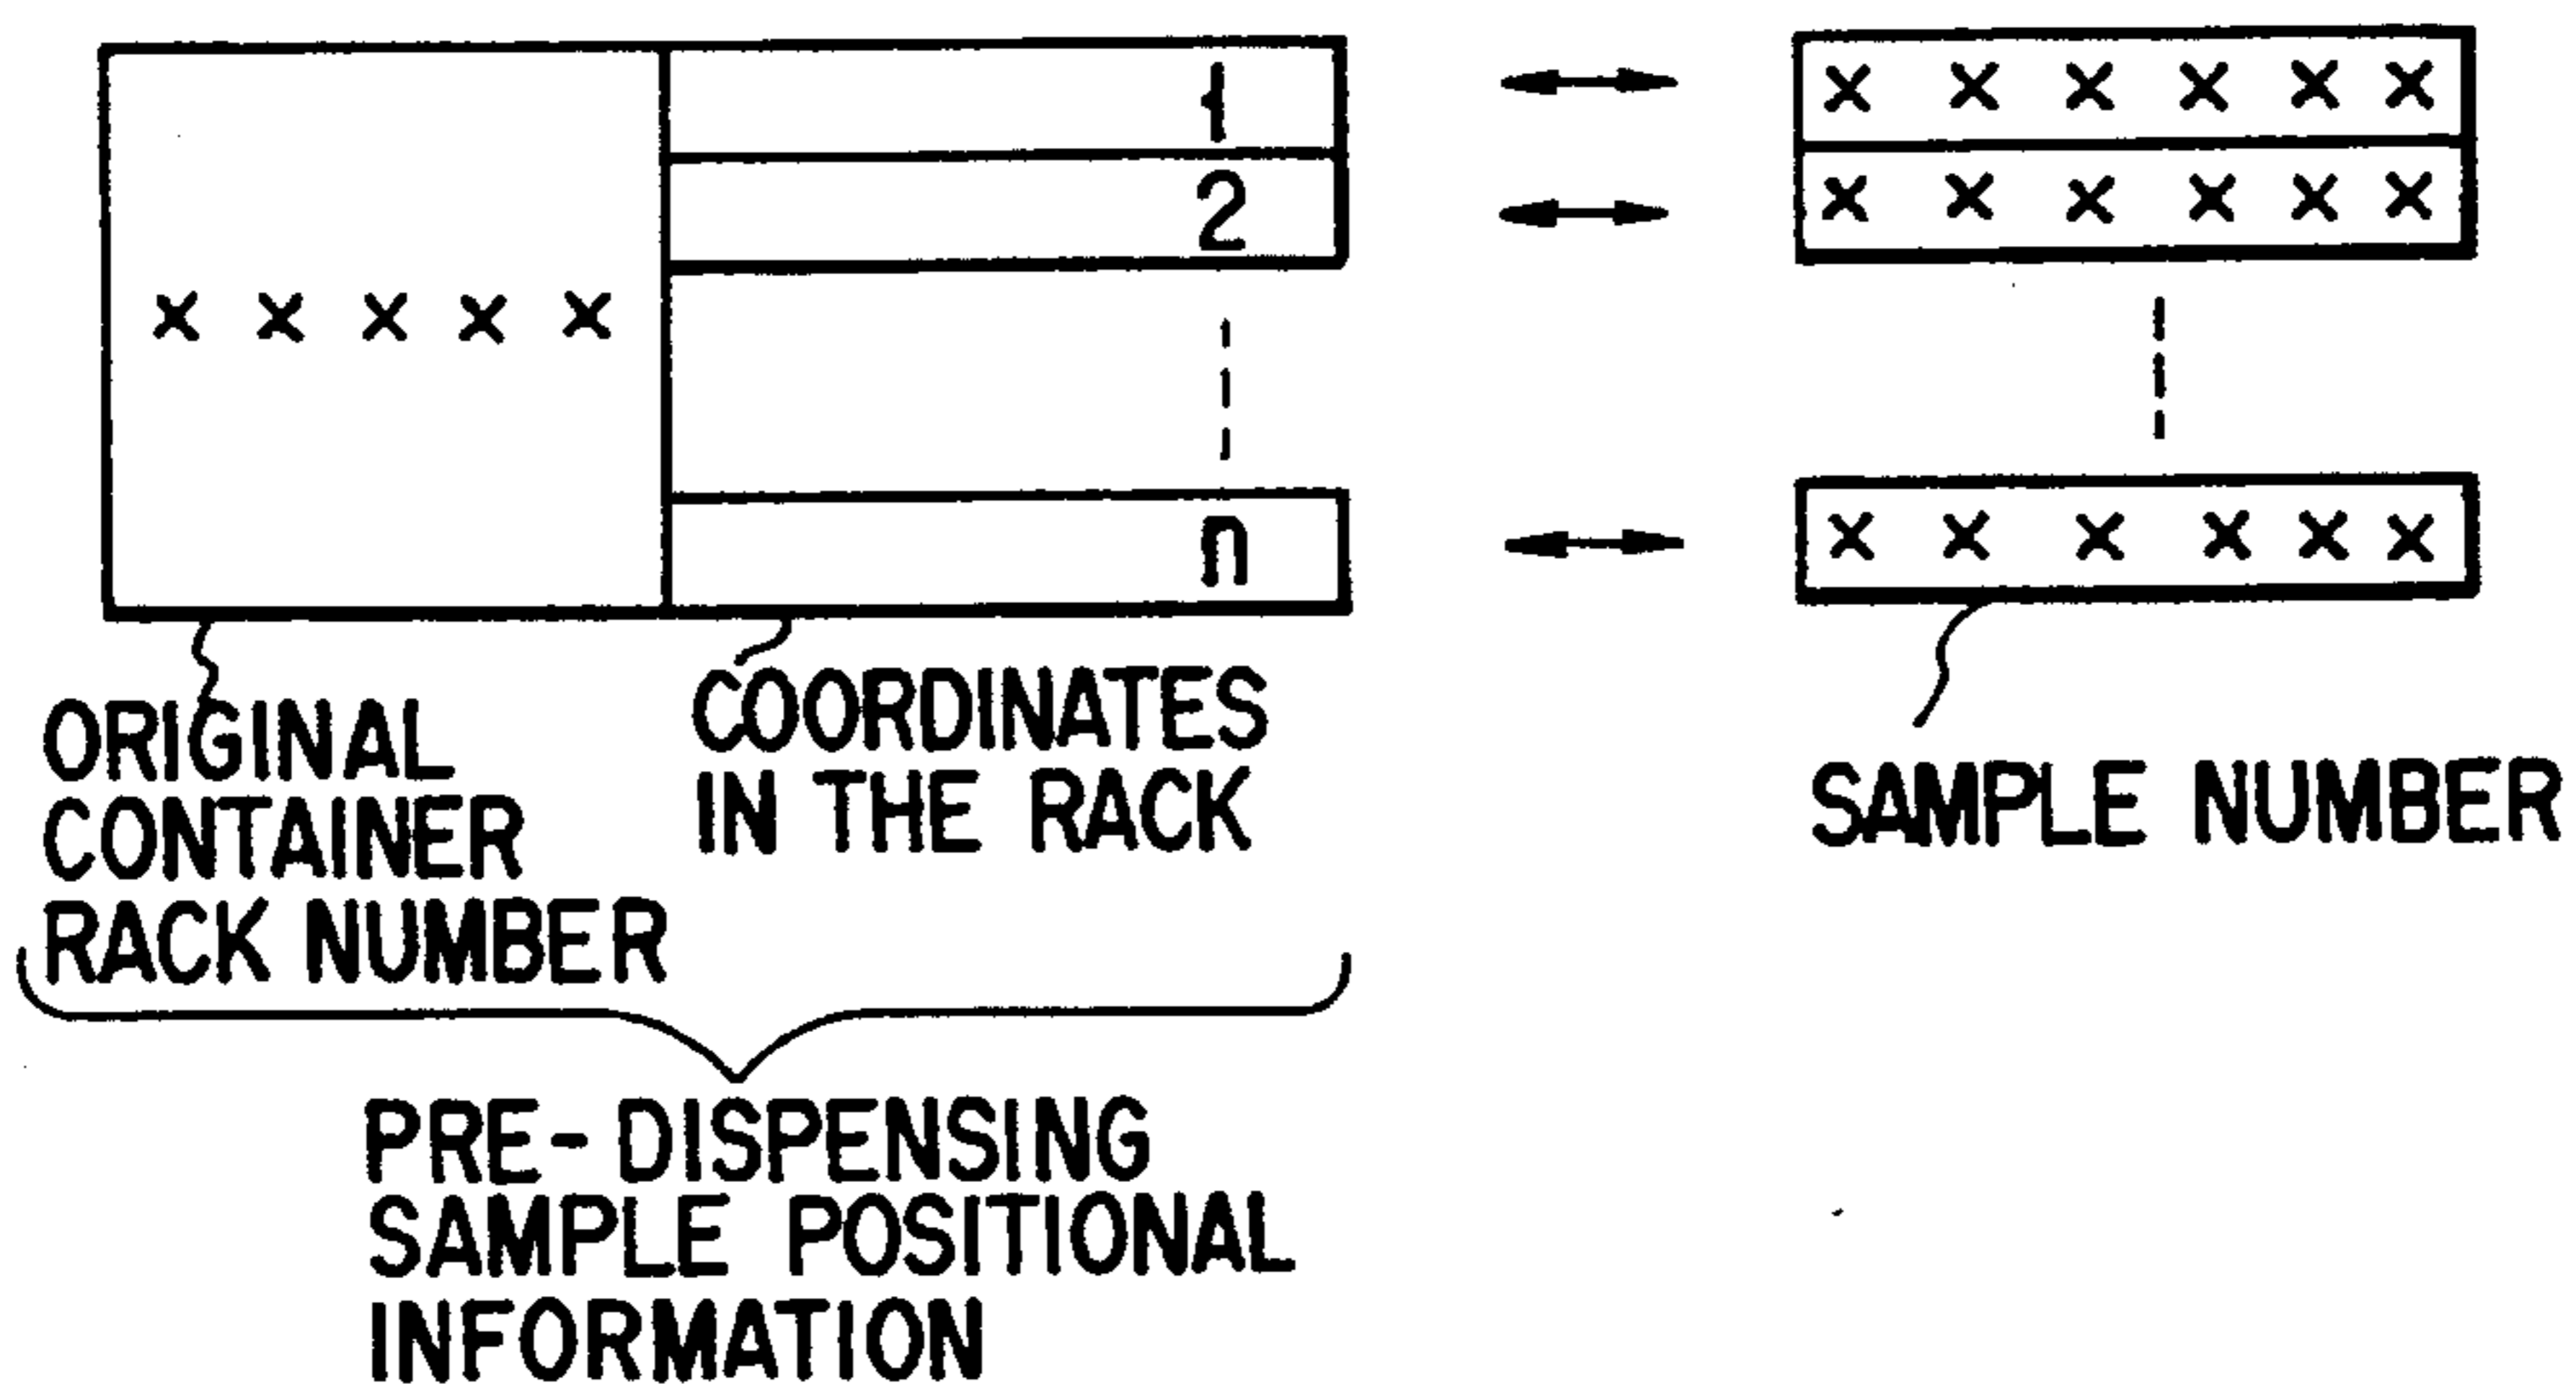 1
× × × × × ×
2
× × × × × ×
× × × × ×
n
× × × × × ×
ORIGINAL
CONTAINER
RACK NUMBER
COORDINATES
IN THE RACK
SAMPLE NUMBER
PRE-DISPENSING
SAMPLE POSITIONAL
INFORMATION